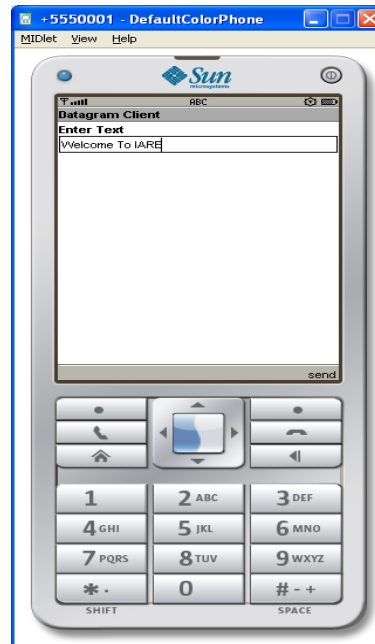 +5550001 - DefaultColorPhone
MIDlet View Help
Sun
microsystems
ABC
Datagram Client
Enter Text
Welcome To IARE
send
1 2 ABC 3 DEF
4 GHI 5 JKL 6 MNO
7 PQRS 8 TUV 9 WXYZ
* . 0 # - +
SHIFT SPACE